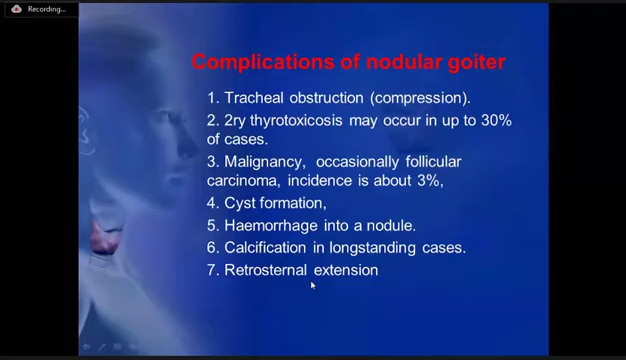 Recording...
Complications of nodular goiter
1. Tracheal obstruction (compression).
2. 2ry thyrotoxicosis may occur in up to 30%
of cases.
3. Malignancy, occasionally follicular
carcinoma, incidence is about 3%,
4. Cyst formation,
5. Haemorrhage into a nodule.
6. Calcification in longstanding cases.
7. Retrosternal extension